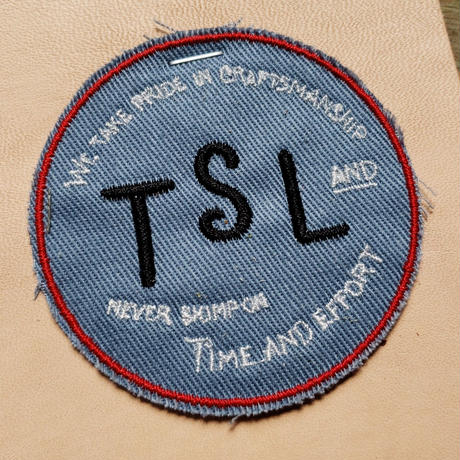 WE TAKE PRIDE IN CRAFTSMANSHIP
AND
TSL
NEVER SKIMP ON
TIME AND EFFORT